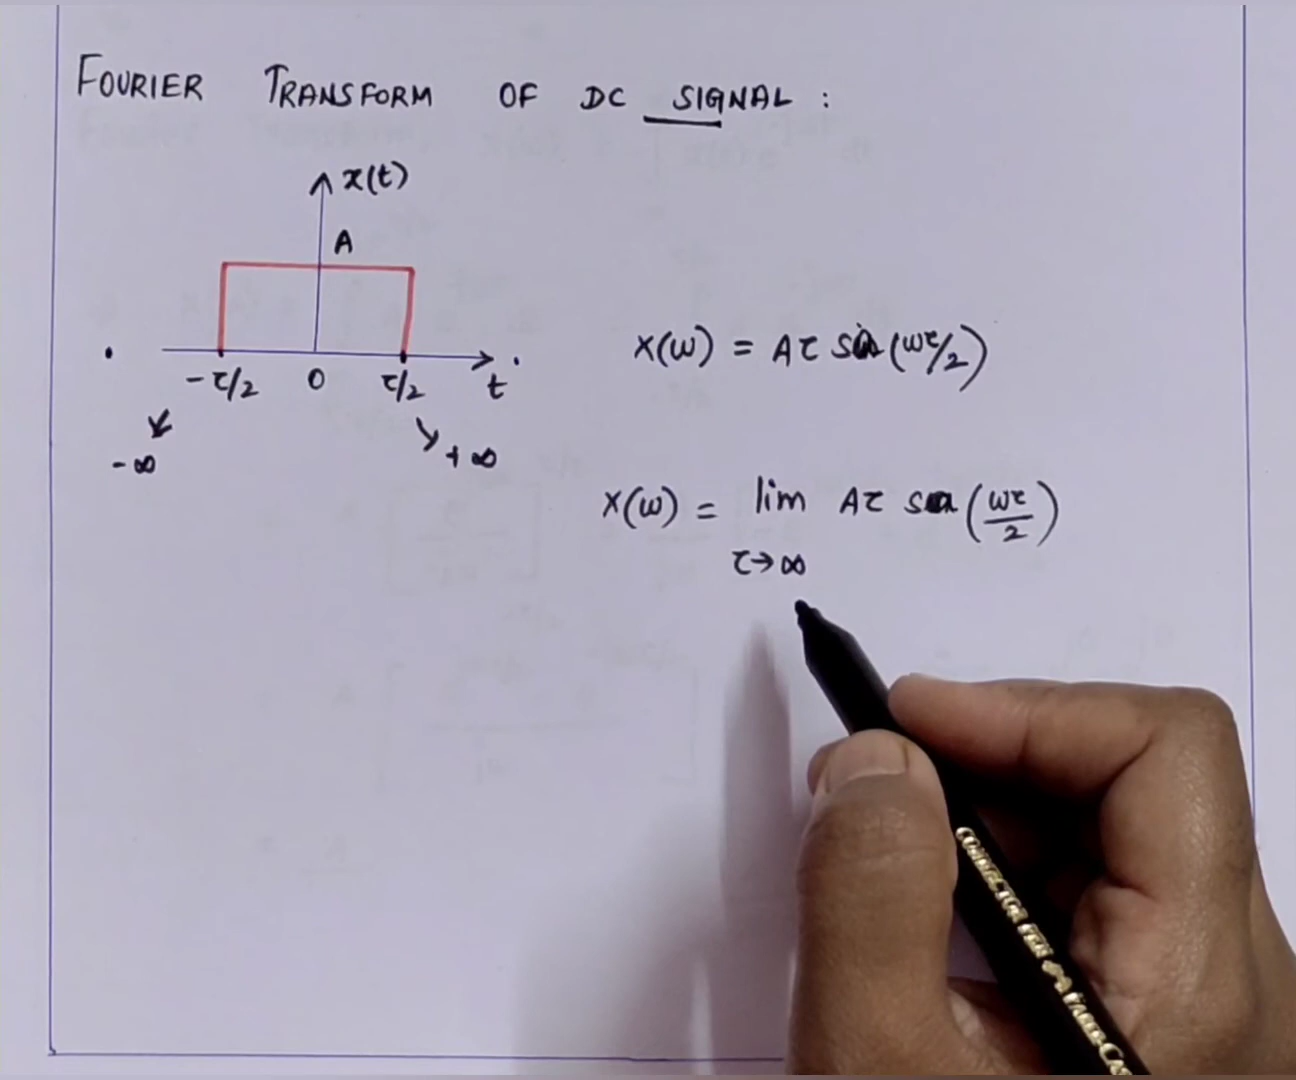 FOURIER TRANSFORM OF DC SIGNAL :
x(t)
A
-τ/2 0 τ/2 t
-∞ +∞
X(ω) = Aτ sa(ωτ/2)
X(ω) = lim Aτ sa(ωτ/2)
τ→∞